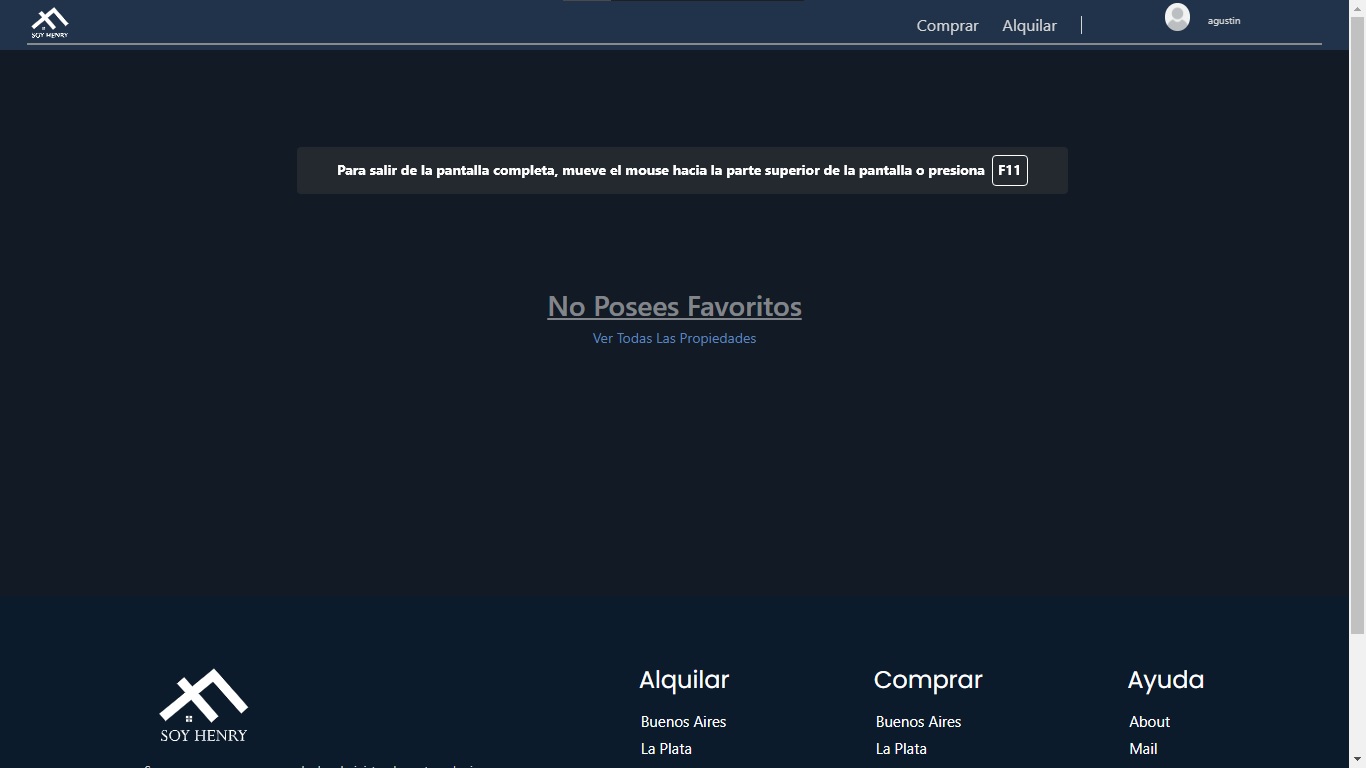 SOY HENRY
Comprar
Alquilar
agustin
Para salir de la pantalla completa, mueve el mouse hacia la parte superior de la pantalla o presiona F11
No Posees Favoritos
Ver Todas Las Propiedades
SOY HENRY
Alquilar
Buenos Aires
La Plata
Comprar
Buenos Aires
La Plata
Ayuda
About
Mail